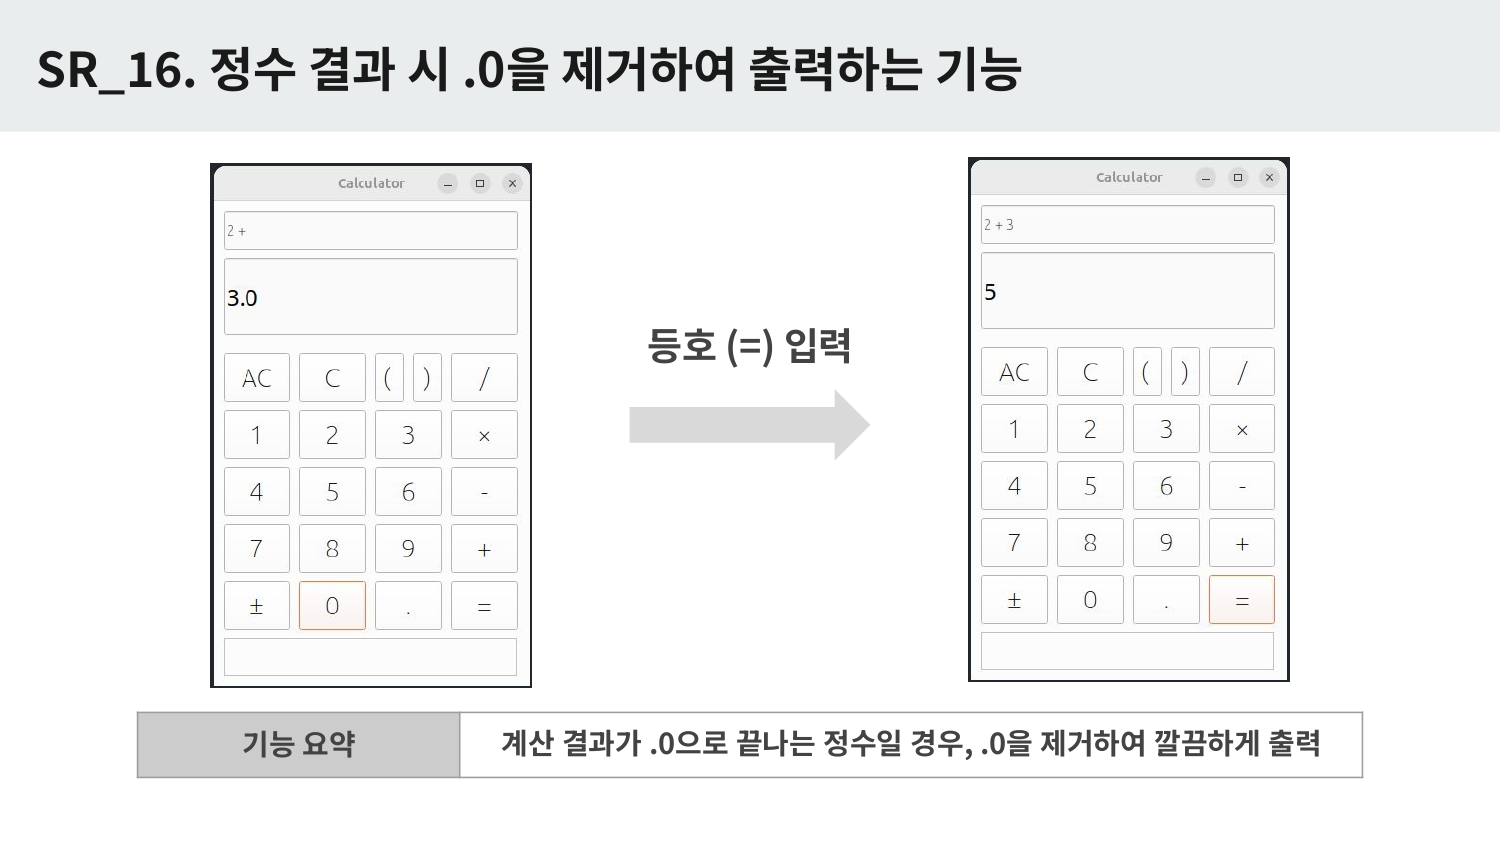 SR_16. 정수 결과 시 .0을 제거하여 출력하는 기능
Calculator
2 +
3.0
AC C ( ) /
1 2 3 ×
4 5 6 -
7 8 9 +
± 0 . =
등호 (=) 입력
Calculator
2 + 3
5
AC C ( ) /
1 2 3 ×
4 5 6 -
7 8 9 +
± 0 . =
기능 요약
계산 결과가 .0으로 끝나는 정수일 경우, .0을 제거하여 깔끔하게 출력